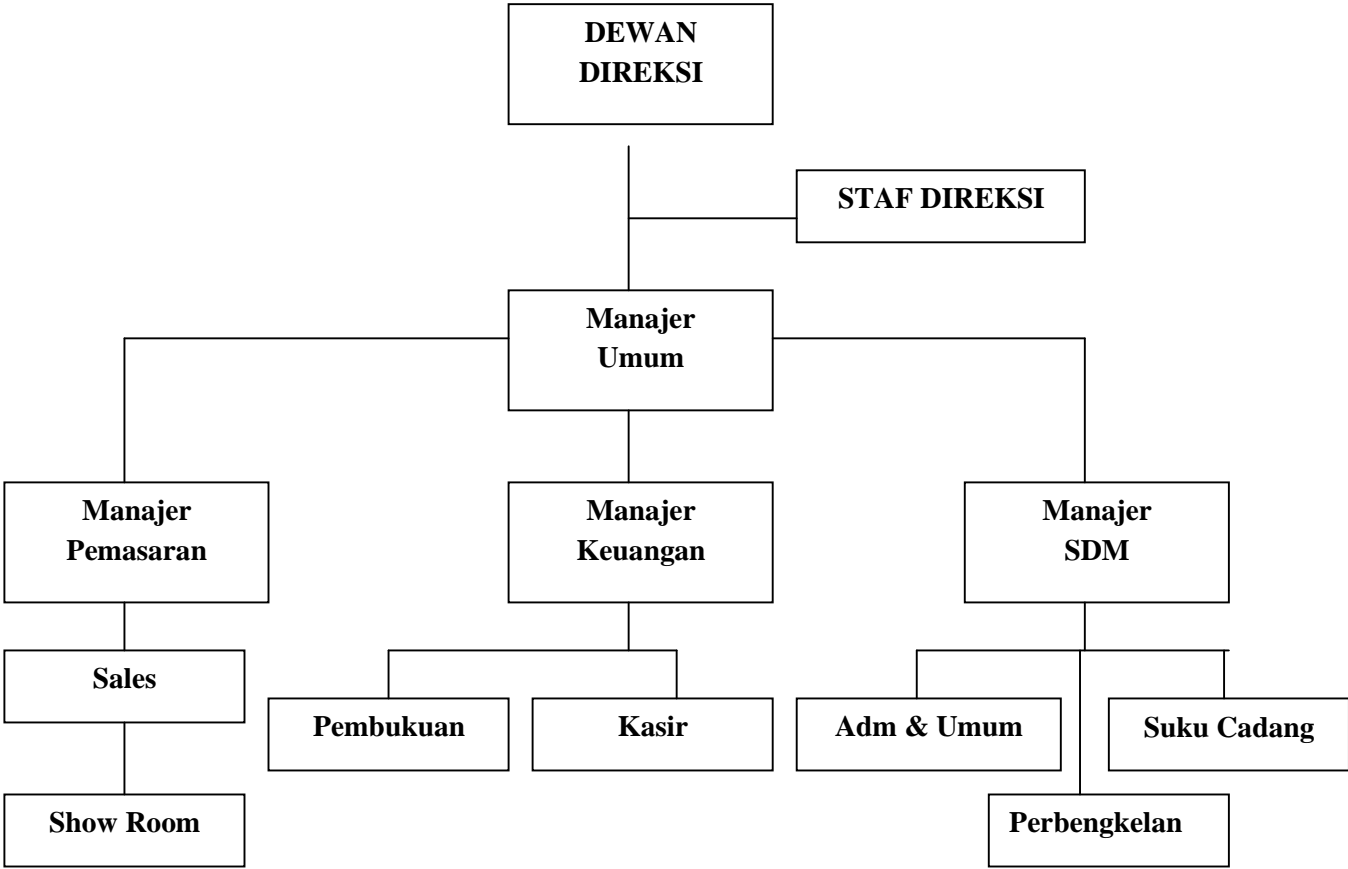 DEWAN
DIREKSI
STAF DIREKSI
Manajer
Umum
Manajer
Pemasaran
Manajer
Keuangan
Manajer
SDM
Sales
Pembukuan
Kasir
Adm & Umum
Suku Cadang
Show Room
Perbengkelan